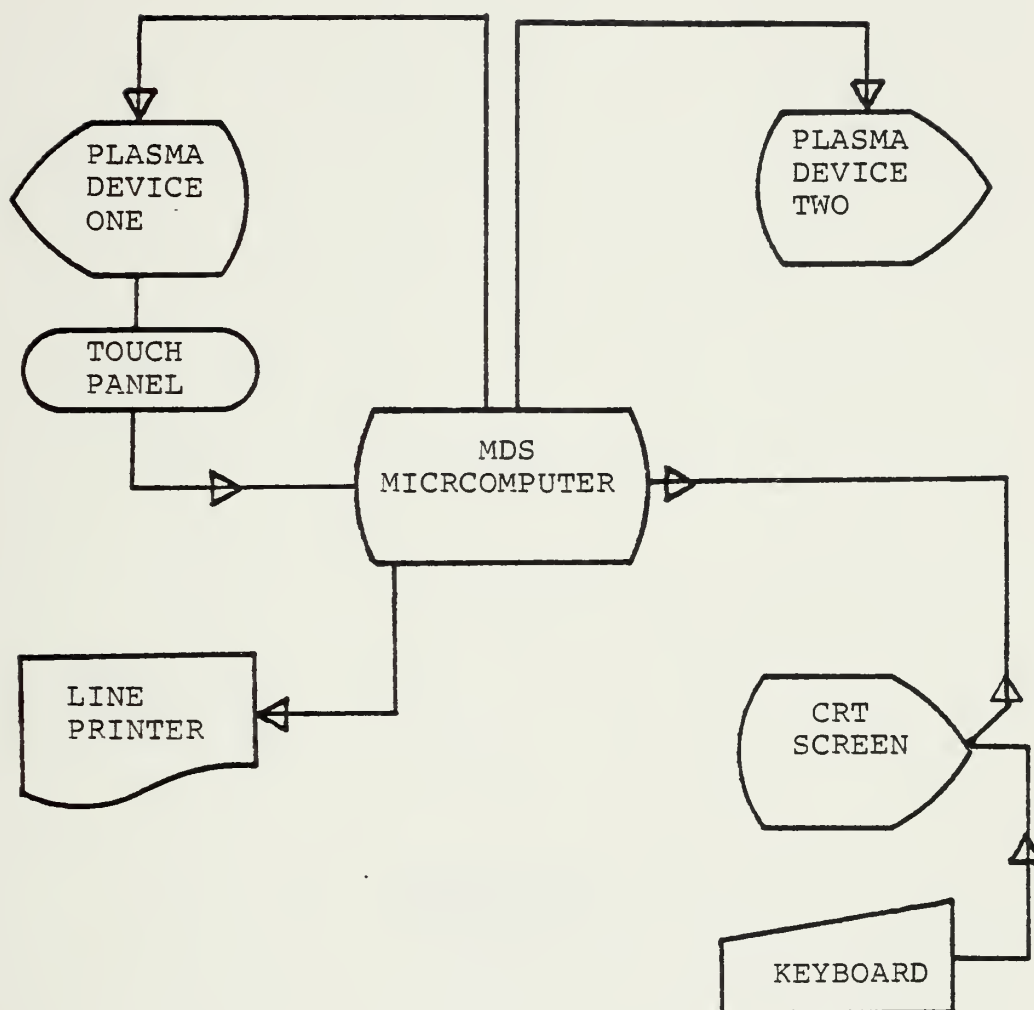 PLASMA
DEVICE
ONE
PLASMA
DEVICE
TWO
TOUCH
PANEL
MDS
MICRCOMPUTER
LINE
PRINTER
CRT
SCREEN
KEYBOARD